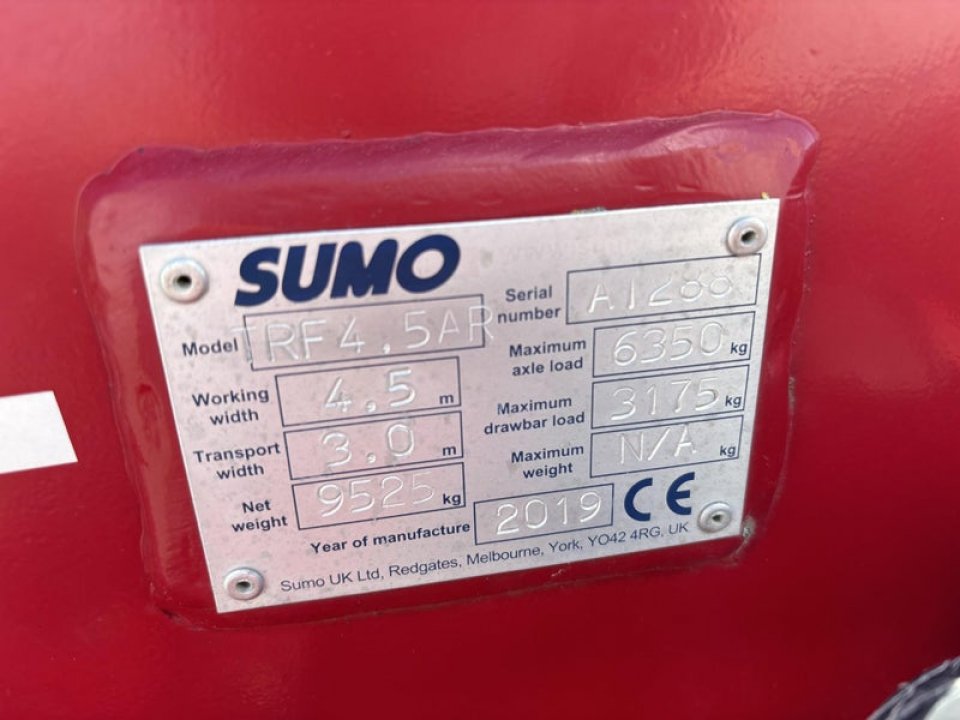 SUMO
Model TRF4.5AR
Serial number A1288
Working width 4.5 m
Maximum axle load 6350 kg
Transport width 3.0 m
Maximum drawbar load 3175 kg
Net weight 9525 kg
Maximum weight N/A kg
Year of manufacture 2019 CE
Sumo UK Ltd, Redgates, Melbourne, York, YO42 4RG, UK